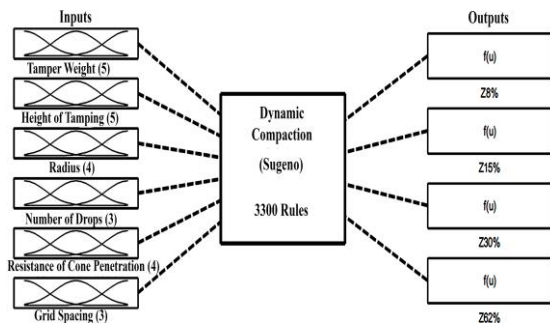 Inputs
Tamper Weight (5)
Height of Tamping (5)
Radius (4)
Number of Drops (3)
Resistance of Cone Penetration (4)
Grid Spacing (3)
Dynamic
Compaction
(Sugeno)
3300 Rules
Outputs
f(u)
Z8%
f(u)
Z15%
f(u)
Z30%
f(u)
Z62%